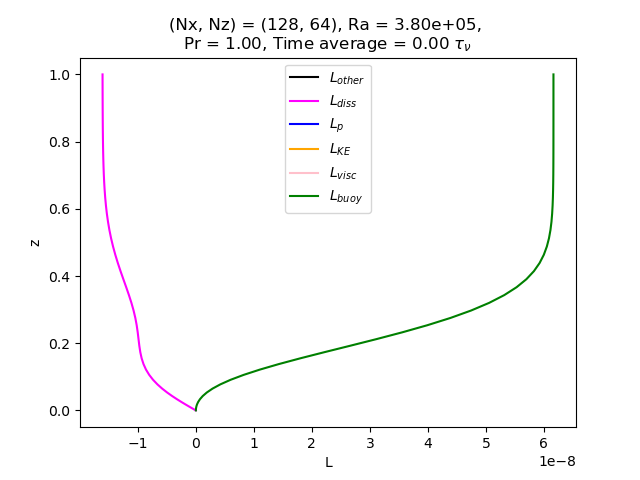 (Nx, Nz) = (128, 64), Ra = 3.80e+05,
Pr = 1.00, Time average = 0.00 τν
L_other
L_diss
L_p
L_KE
L_visc
L_buoy
1.0
0.8
0.6
0.4
0.2
0.0
z
−1
0
1
2
3
4
5
6
1e−8
L